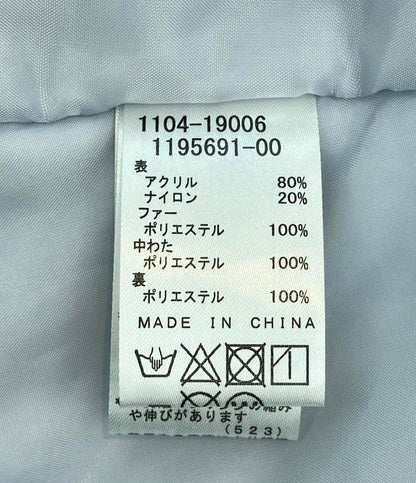 1104-19006
1195691-00
表
アクリル 80%
ナイロン 20%
ファー
ポリエステル 100%
中わた
ポリエステル 100%
裏
ポリエステル 100%
MADE IN CHINA
や伸びがあります
(523)